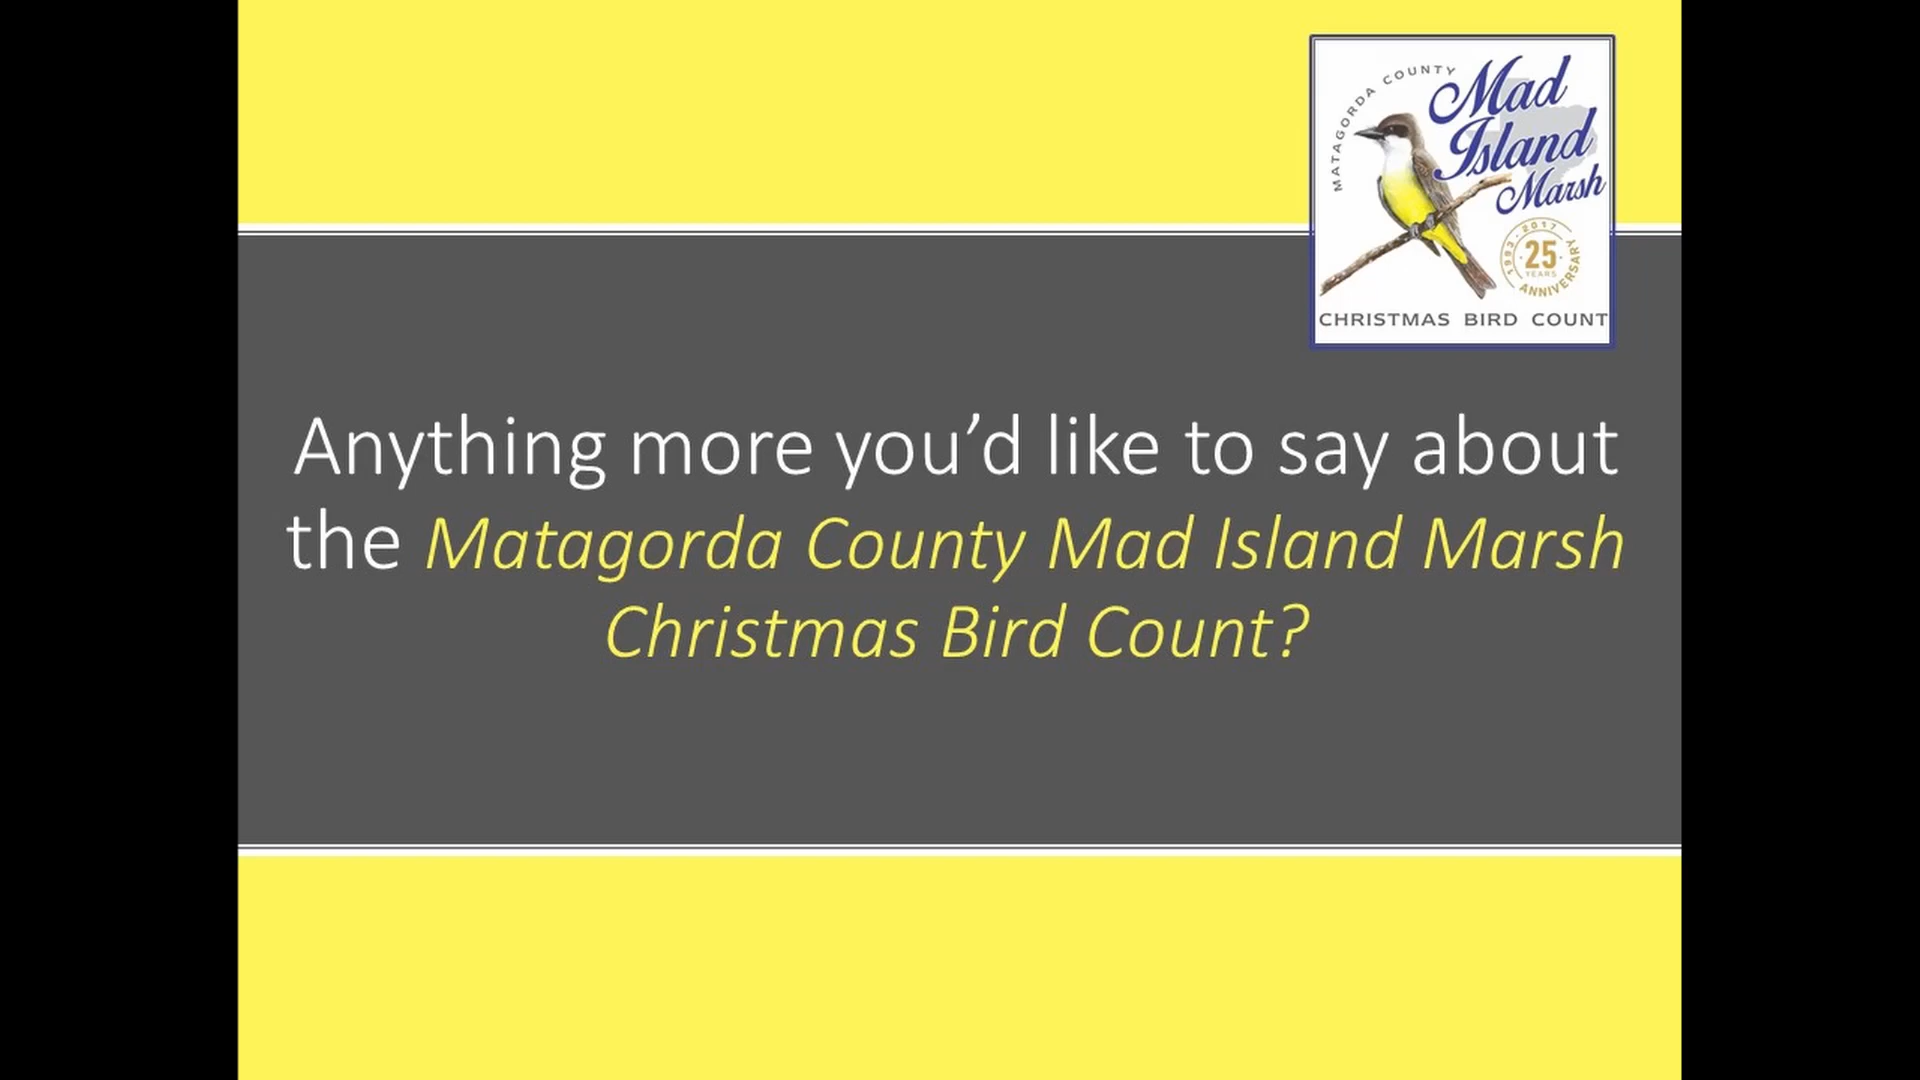 MATAGORDA COUNTY
Mad
Island
Marsh
1993 · 2017
25
YEARS
ANNIVERSARY
CHRISTMAS BIRD COUNT
Anything more you’d like to say about
the Matagorda County Mad Island Marsh
Christmas Bird Count?